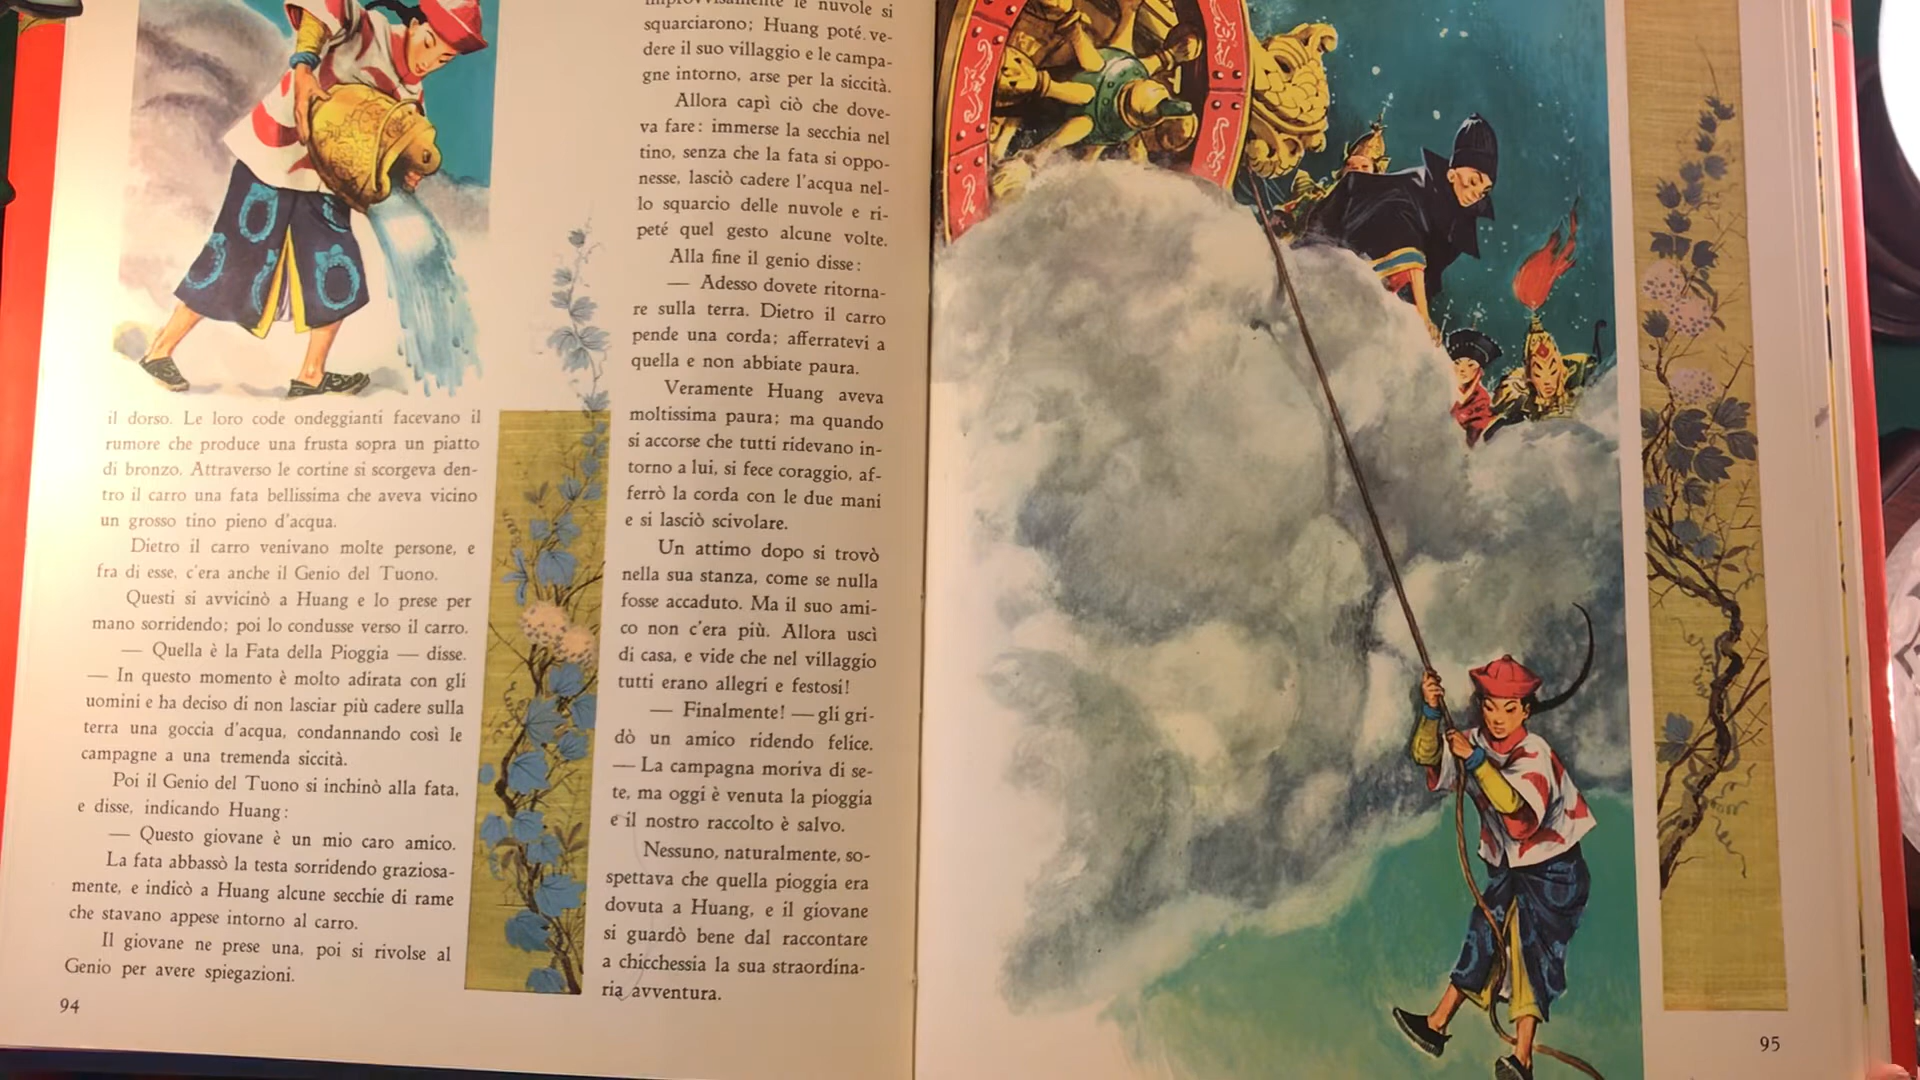 il dorso. Le loro code ondeggianti facevano il
rumore che produce una frusta sopra un piatto
di bronzo. Attraverso le cortine si scorgeva den-
tro il carro una fata bellissima che aveva vicino
un grosso tino pieno d'acqua.
Dietro il carro venivano molte persone, e
fra di esse, c'era anche il Genio del Tuono.
Questi si avvicinò a Huang e lo prese per
mano sorridendo; poi lo condusse verso il carro.
— Quella è la Fata della Pioggia — disse.
— In questo momento è molto adirata con gli
uomini e ha deciso di non lasciar più cadere sulla
terra una goccia d'acqua, condannando così le
campagne a una tremenda siccità.
Poi il Genio del Tuono si inchinò alla fata,
e disse, indicando Huang:
— Questo giovane è un mio caro amico.
La fata abbassò la testa sorridendo graziosa-
mente, e indicò a Huang alcune secchie di rame
che stavano appese intorno al carro.
Il giovane ne prese una, poi si rivolse al
Genio per avere spiegazioni.
94
improvvisamente le nuvole si
squarciarono; Huang poté ve-
dere il suo villaggio e le campa-
gne intorno, arse per la siccità.
Allora capì ciò che dove-
va fare: immerse la secchia nel
tino, senza che la fata si oppo-
nesse, lasciò cadere l'acqua nel-
lo squarcio delle nuvole e ri-
peté quel gesto alcune volte.
Alla fine il genio disse:
— Adesso dovete ritorna-
re sulla terra. Dietro il carro
pende una corda; afferratevi a
quella e non abbiate paura.
Veramente Huang aveva
moltissima paura; ma quando
si accorse che tutti ridevano in-
torno a lui, si fece coraggio, af-
ferrò la corda con le due mani
e si lasciò scivolare.
Un attimo dopo si trovò
nella sua stanza, come se nulla
fosse accaduto. Ma il suo ami-
co non c'era più. Allora uscì
di casa, e vide che nel villaggio
tutti erano allegri e festosi!
— Finalmente! — gli gri-
dò un amico ridendo felice.
— La campagna moriva di se-
te, ma oggi è venuta la pioggia
e il nostro raccolto è salvo.
Nessuno, naturalmente, so-
spettava che quella pioggia era
dovuta a Huang, e il giovane
si guardò bene dal raccontare
a chicchessia la sua straordina-
ria avventura.
95